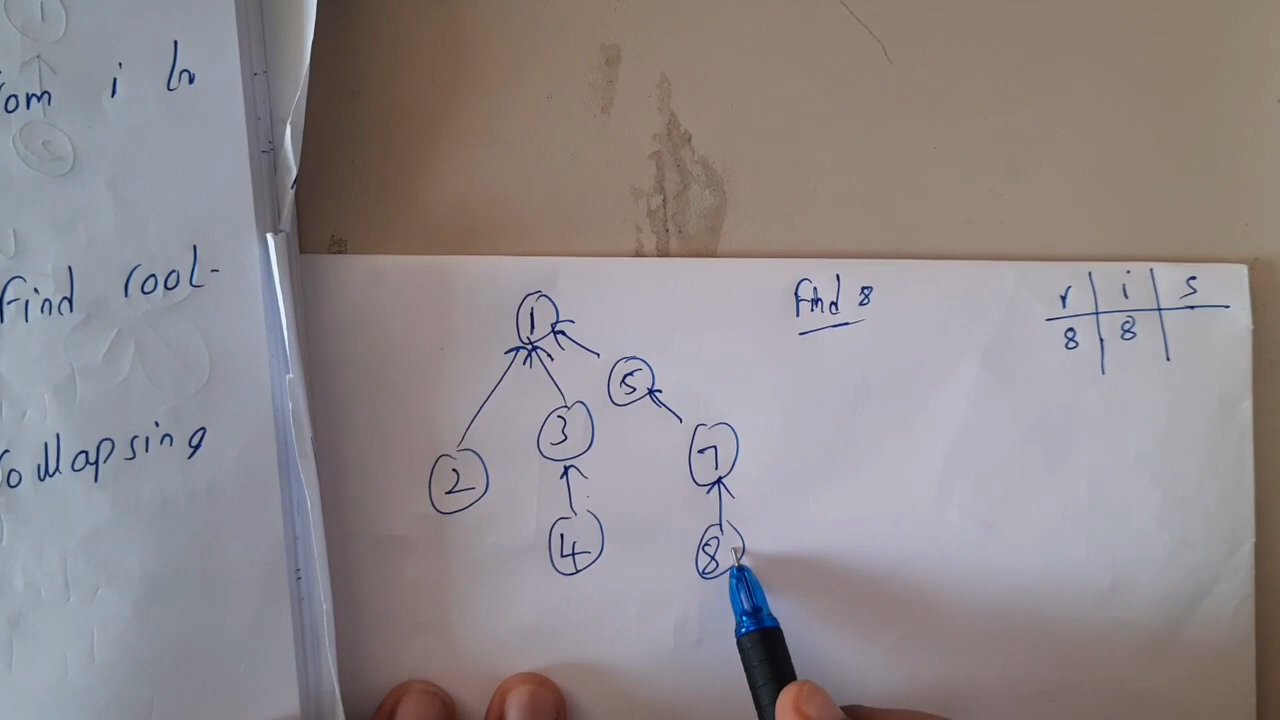 om i to
Find root-
ollapsing
Find 8
r i s
8 8
1
5
3
2
7
4
8